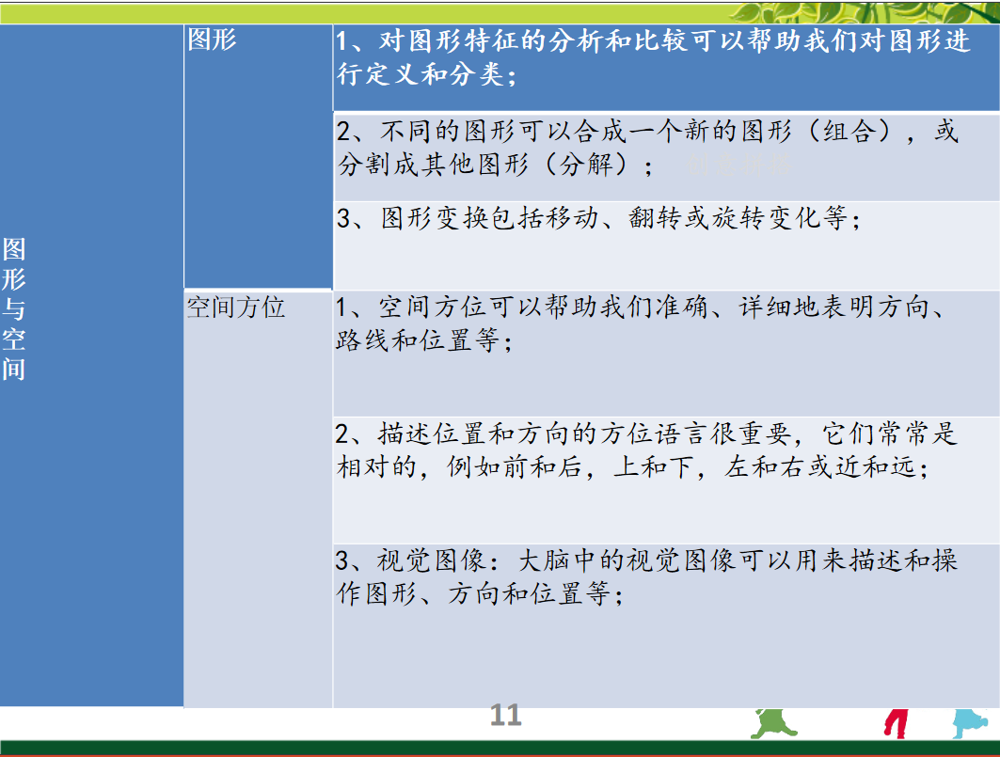 图形
1、对图形特征的分析和比较可以帮助我们对图形进
行定义和分类；
2、不同的图形可以合成一个新的图形（组合），或
分割成其他图形（分解）；
3、图形变换包括移动、翻转或旋转变化等；
图
形
与
空
间
空间方位
1、空间方位可以帮助我们准确、详细地表明方向、
路线和位置等；
2、描述位置和方向的方位语言很重要，它们常常是
相对的，例如前和后，上和下，左和右或近和远；
3、视觉图像：大脑中的视觉图像可以用来描述和操
作图形、方向和位置等；
11